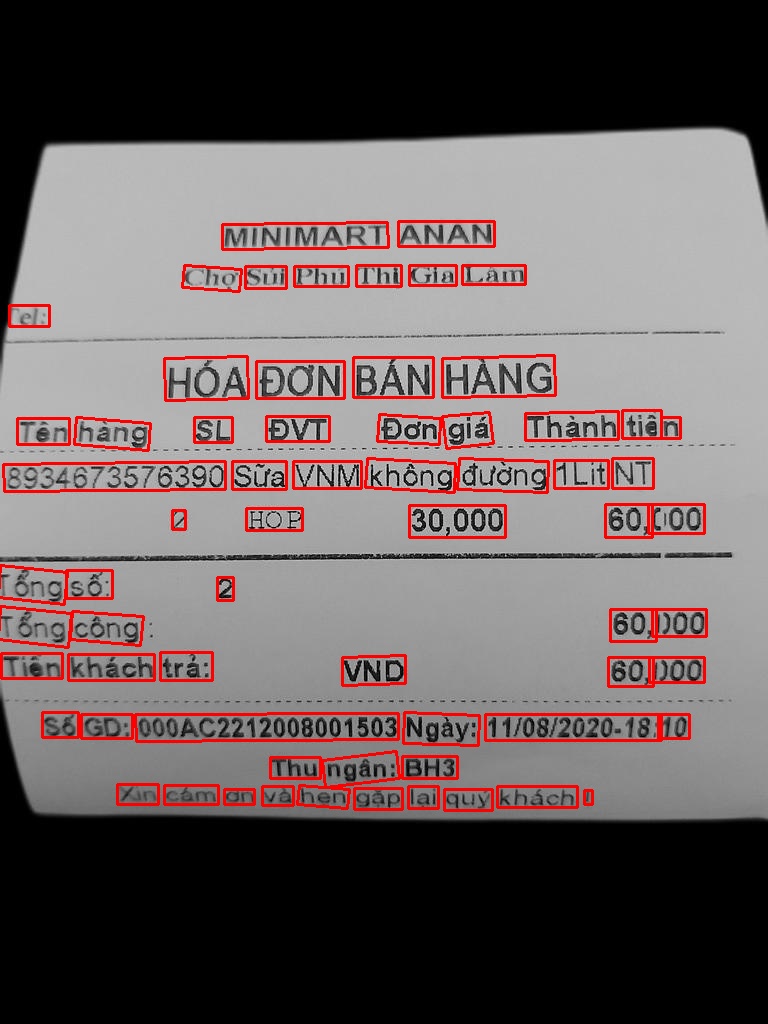 MINIMART ANAN
Chợ Sủi Phú Thị Gia Lâm
Tel:
HÓA ĐƠN BÁN HÀNG
Tên hàng SL ĐVT Đơn giá Thành tiền
8934673576390 Sữa VNM không đường 1Lit NT
2 HOP 30,000 60,000
Tổng số: 2
Tổng công : 60,000
Tiền khách trả: VND 60,000
Số GD: 000AC2212008001503 Ngày: 11/08/2020-18:10
Thu ngân: BH3
Xin cám ơn và hẹn gặp lại quý khách !